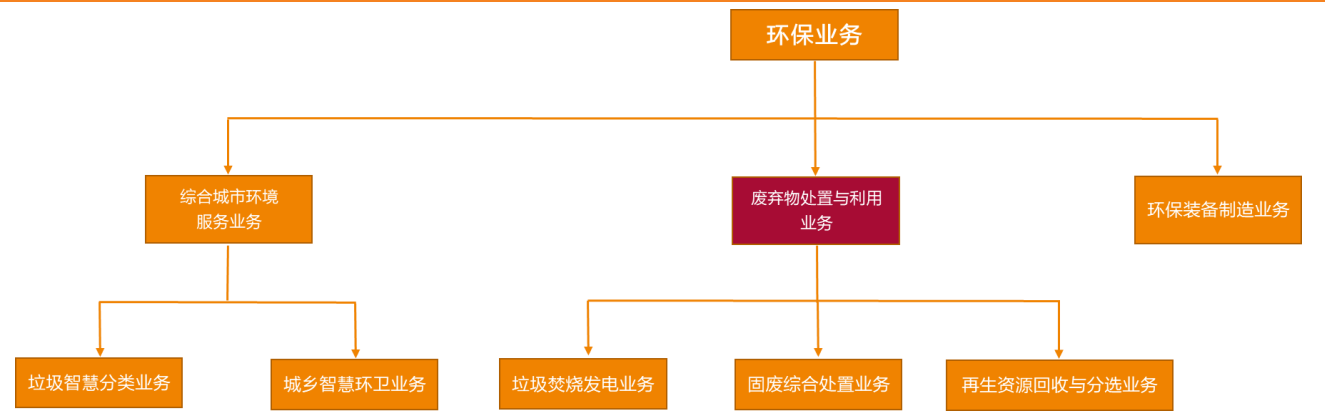 环保业务
综合城市环境
服务业务
废弃物处置与利用
业务
环保装备制造业务
垃圾智慧分类业务
城乡智慧环卫业务
垃圾焚烧发电业务
固废综合处置业务
再生资源回收与分选业务